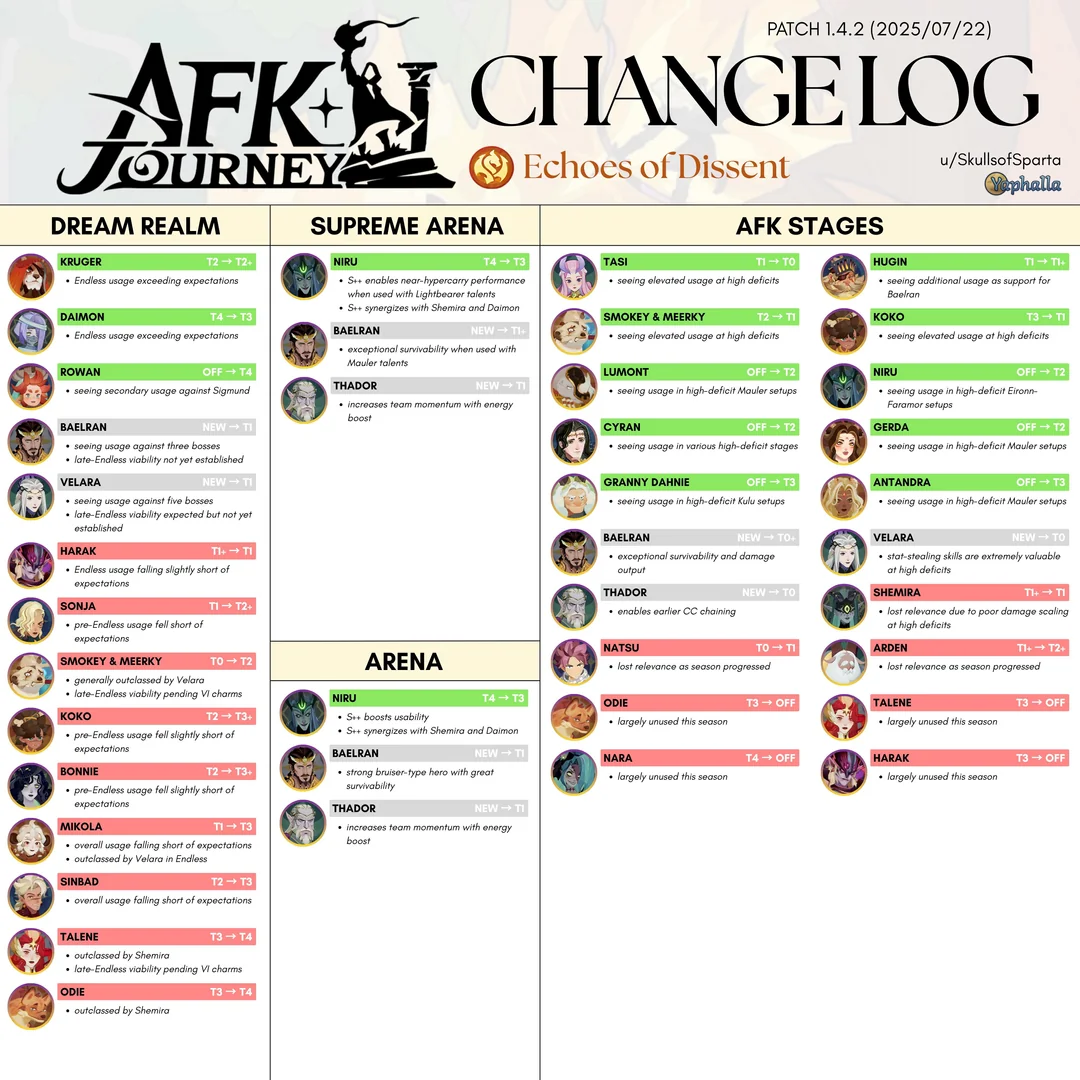 PATCH 1.4.2 (2025/07/22)
AFK
JOURNEY
CHANGE LOG
Echoes of Dissent
u/SkullsofSparta
Yaphalla
DREAM REALM
KRUGER T2 → T2+
• Endless usage exceeding expectations
DAIMON T4 → T3
• Endless usage exceeding expectations
ROWAN OFF → T4
• seeing secondary usage against Sigmund
BAELRAN NEW → T1
• seeing usage against three bosses
• late-Endless viability not yet established
VELARA NEW → T1
• seeing usage against five bosses
• late-Endless viability expected but not yet
established
HARAK T1+ → T1
• Endless usage falling slightly short of
expectations
SONJA T1 → T2+
• pre-Endless usage fell short of
expectations
SMOKEY & MEERKY T0 → T2
• generally outclassed by Velara
• late-Endless viability pending VI charms
KOKO T2 → T3+
• pre-Endless usage fell slightly short of
expectations
BONNIE T2 → T3+
• pre-Endless usage fell slightly short of
expectations
MIKOLA T1 → T3
• overall usage falling short of expectations
• outclassed by Velara in Endless
SINBAD T2 → T3
• overall usage falling short of expectations
TALENE T3 → T4
• outclassed by Shemira
• late-Endless viability pending VI charms
ODIE T3 → T4
• outclassed by Shemira
SUPREME ARENA
NIRU T4 → T3
• S++ enables near-hypercarry performance
when used with Lightbearer talents
• S++ synergizes with Shemira and Daimon
BAELRAN NEW → T1+
• exceptional survivability when used with
Mauler talents
THADOR NEW → T1
• increases team momentum with energy
boost
ARENA
NIRU T4 → T3
• S++ boosts usability
• S++ synergizes with Shemira and Daimon
BAELRAN NEW → T1
• strong bruiser-type hero with great
survivability
THADOR NEW → T1
• increases team momentum with energy
boost
AFK STAGES
TASI T1 → T0
• seeing elevated usage at high deficits
SMOKEY & MEERKY T2 → T1
• seeing elevated usage at high deficits
LUMONT OFF → T2
• seeing usage in high-deficit Mauler setups
CYRAN OFF → T2
• seeing usage in various high-deficit stages
GRANNY DAHNIE OFF → T3
• seeing usage in high-deficit Kulu setups
BAELRAN NEW → T0+
• exceptional survivability and damage
output
THADOR NEW → T0
• enables earlier CC chaining
NATSU T0 → T1
• lost relevance as season progressed
ODIE T3 → OFF
• largely unused this season
NARA T4 → OFF
• largely unused this season
HUGIN T1 → T1+
• seeing additional usage as support for
Baelran
KOKO T3 → T1
• seeing elevated usage at high deficits
NIRU OFF → T2
• seeing usage in high-deficit Eironn-
Faramor setups
GERDA OFF → T2
• seeing usage in high-deficit Mauler setups
ANTANDRA OFF → T3
• seeing usage in high-deficit Mauler setups
VELARA NEW → T0
• stat-stealing skills are extremely valuable
at high deficits
SHEMIRA T1+ → T1
• lost relevance due to poor damage scaling
at high deficits
ARDEN T1+ → T2+
• lost relevance as season progressed
TALENE T3 → OFF
• largely unused this season
HARAK T3 → OFF
• largely unused this season